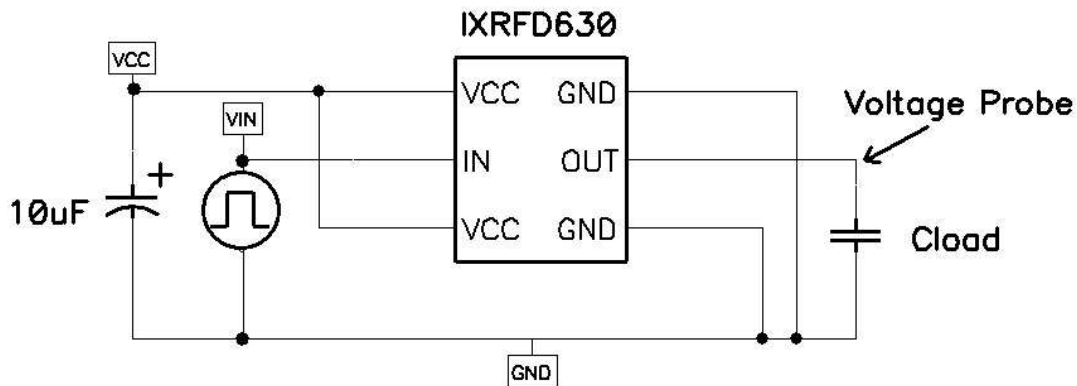 IXRFD630
VCC
VCC GND
Voltage Probe
VIN
IN OUT
+
10uF
VCC GND
Cload
GND